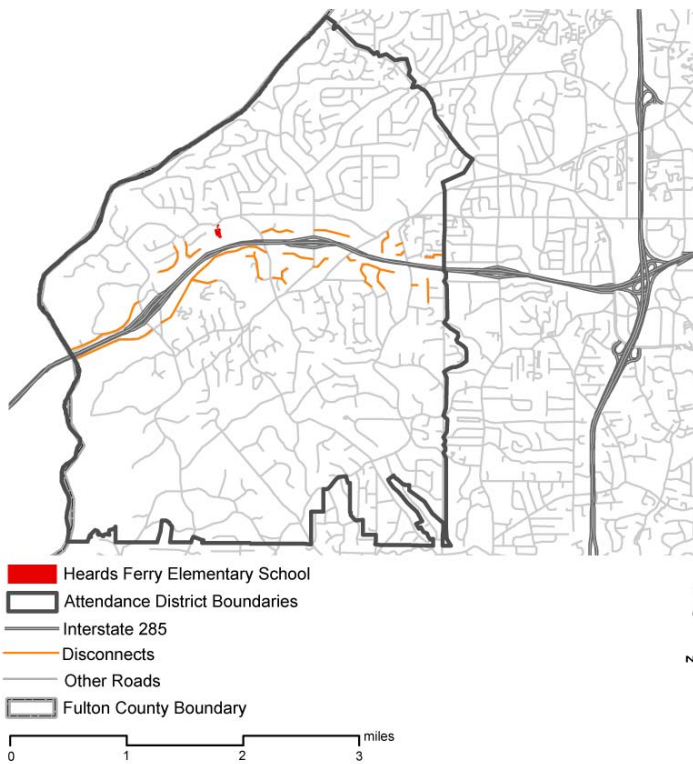 Heards Ferry Elementary School
Attendance District Boundaries
Interstate 285
Disconnects
Other Roads
Fulton County Boundary
miles
0 1 2 3
z